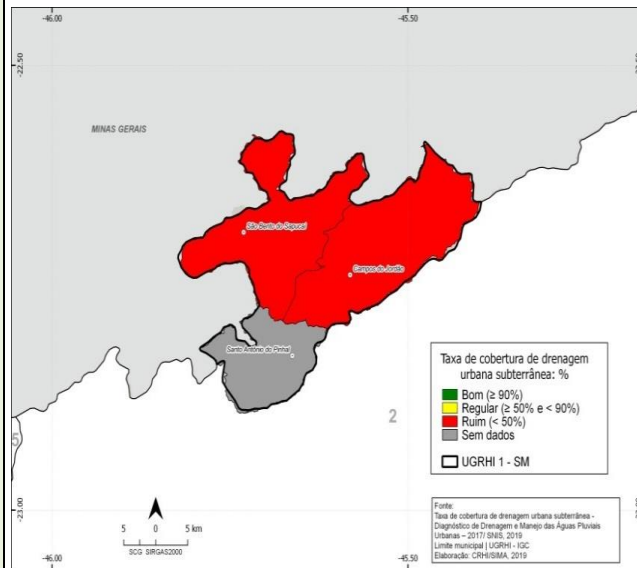 -46.00
-45.50
-22.50
-22.50
MINAS GERAIS
São Bento do Sapucaí
Campos do Jordão
Santo Antônio do Pinhal
2
5
Taxa de cobertura de drenagem
urbana subterrânea: %
Bom (≥ 90%)
Regular (≥ 50% e < 90%)
Ruim (< 50%)
Sem dados
UGRHI 1 - SM
Fonte:
Taxa de cobertura de drenagem urbana subterrânea -
Diagnóstico de Drenagem e Manejo das Águas Pluviais
Urbanas – 2017/ SNIS, 2019
Limite municipal | UGRHI - IGC
Elaboração: CRHI/SIMA, 2019
5 0 5 km
SCG SIRGAS2000
-23.00
-23.00
-46.00
-45.50